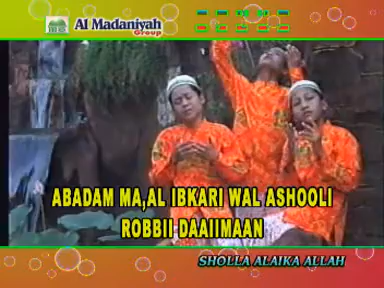 Al Madaniyah
Group
ABADAM MA,AL IBKARI WAL ASHOOLI
ROBBII DAAIIMAAN
SHOLLA ALAIKA ALLAH